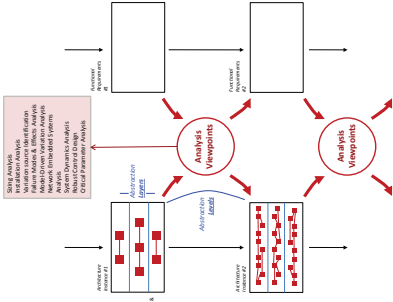 Functional
Requirements
#1
Functional
Requirements
#2
Sizing Analysis
Installation Analysis
Variation source Identification
Failure Modes & Effects Analysis
Model-Driven Variation Analysis
Network Embedded Systems
Analysis
System Dynamics Analysis
Robust Control Design
Critical Parameter Analysis
Analysis
Viewpoints
Analysis
Viewpoints
Abstraction
Layers
Abstraction
Levels
Architecture
Instance #1
Architecture
Instance #2